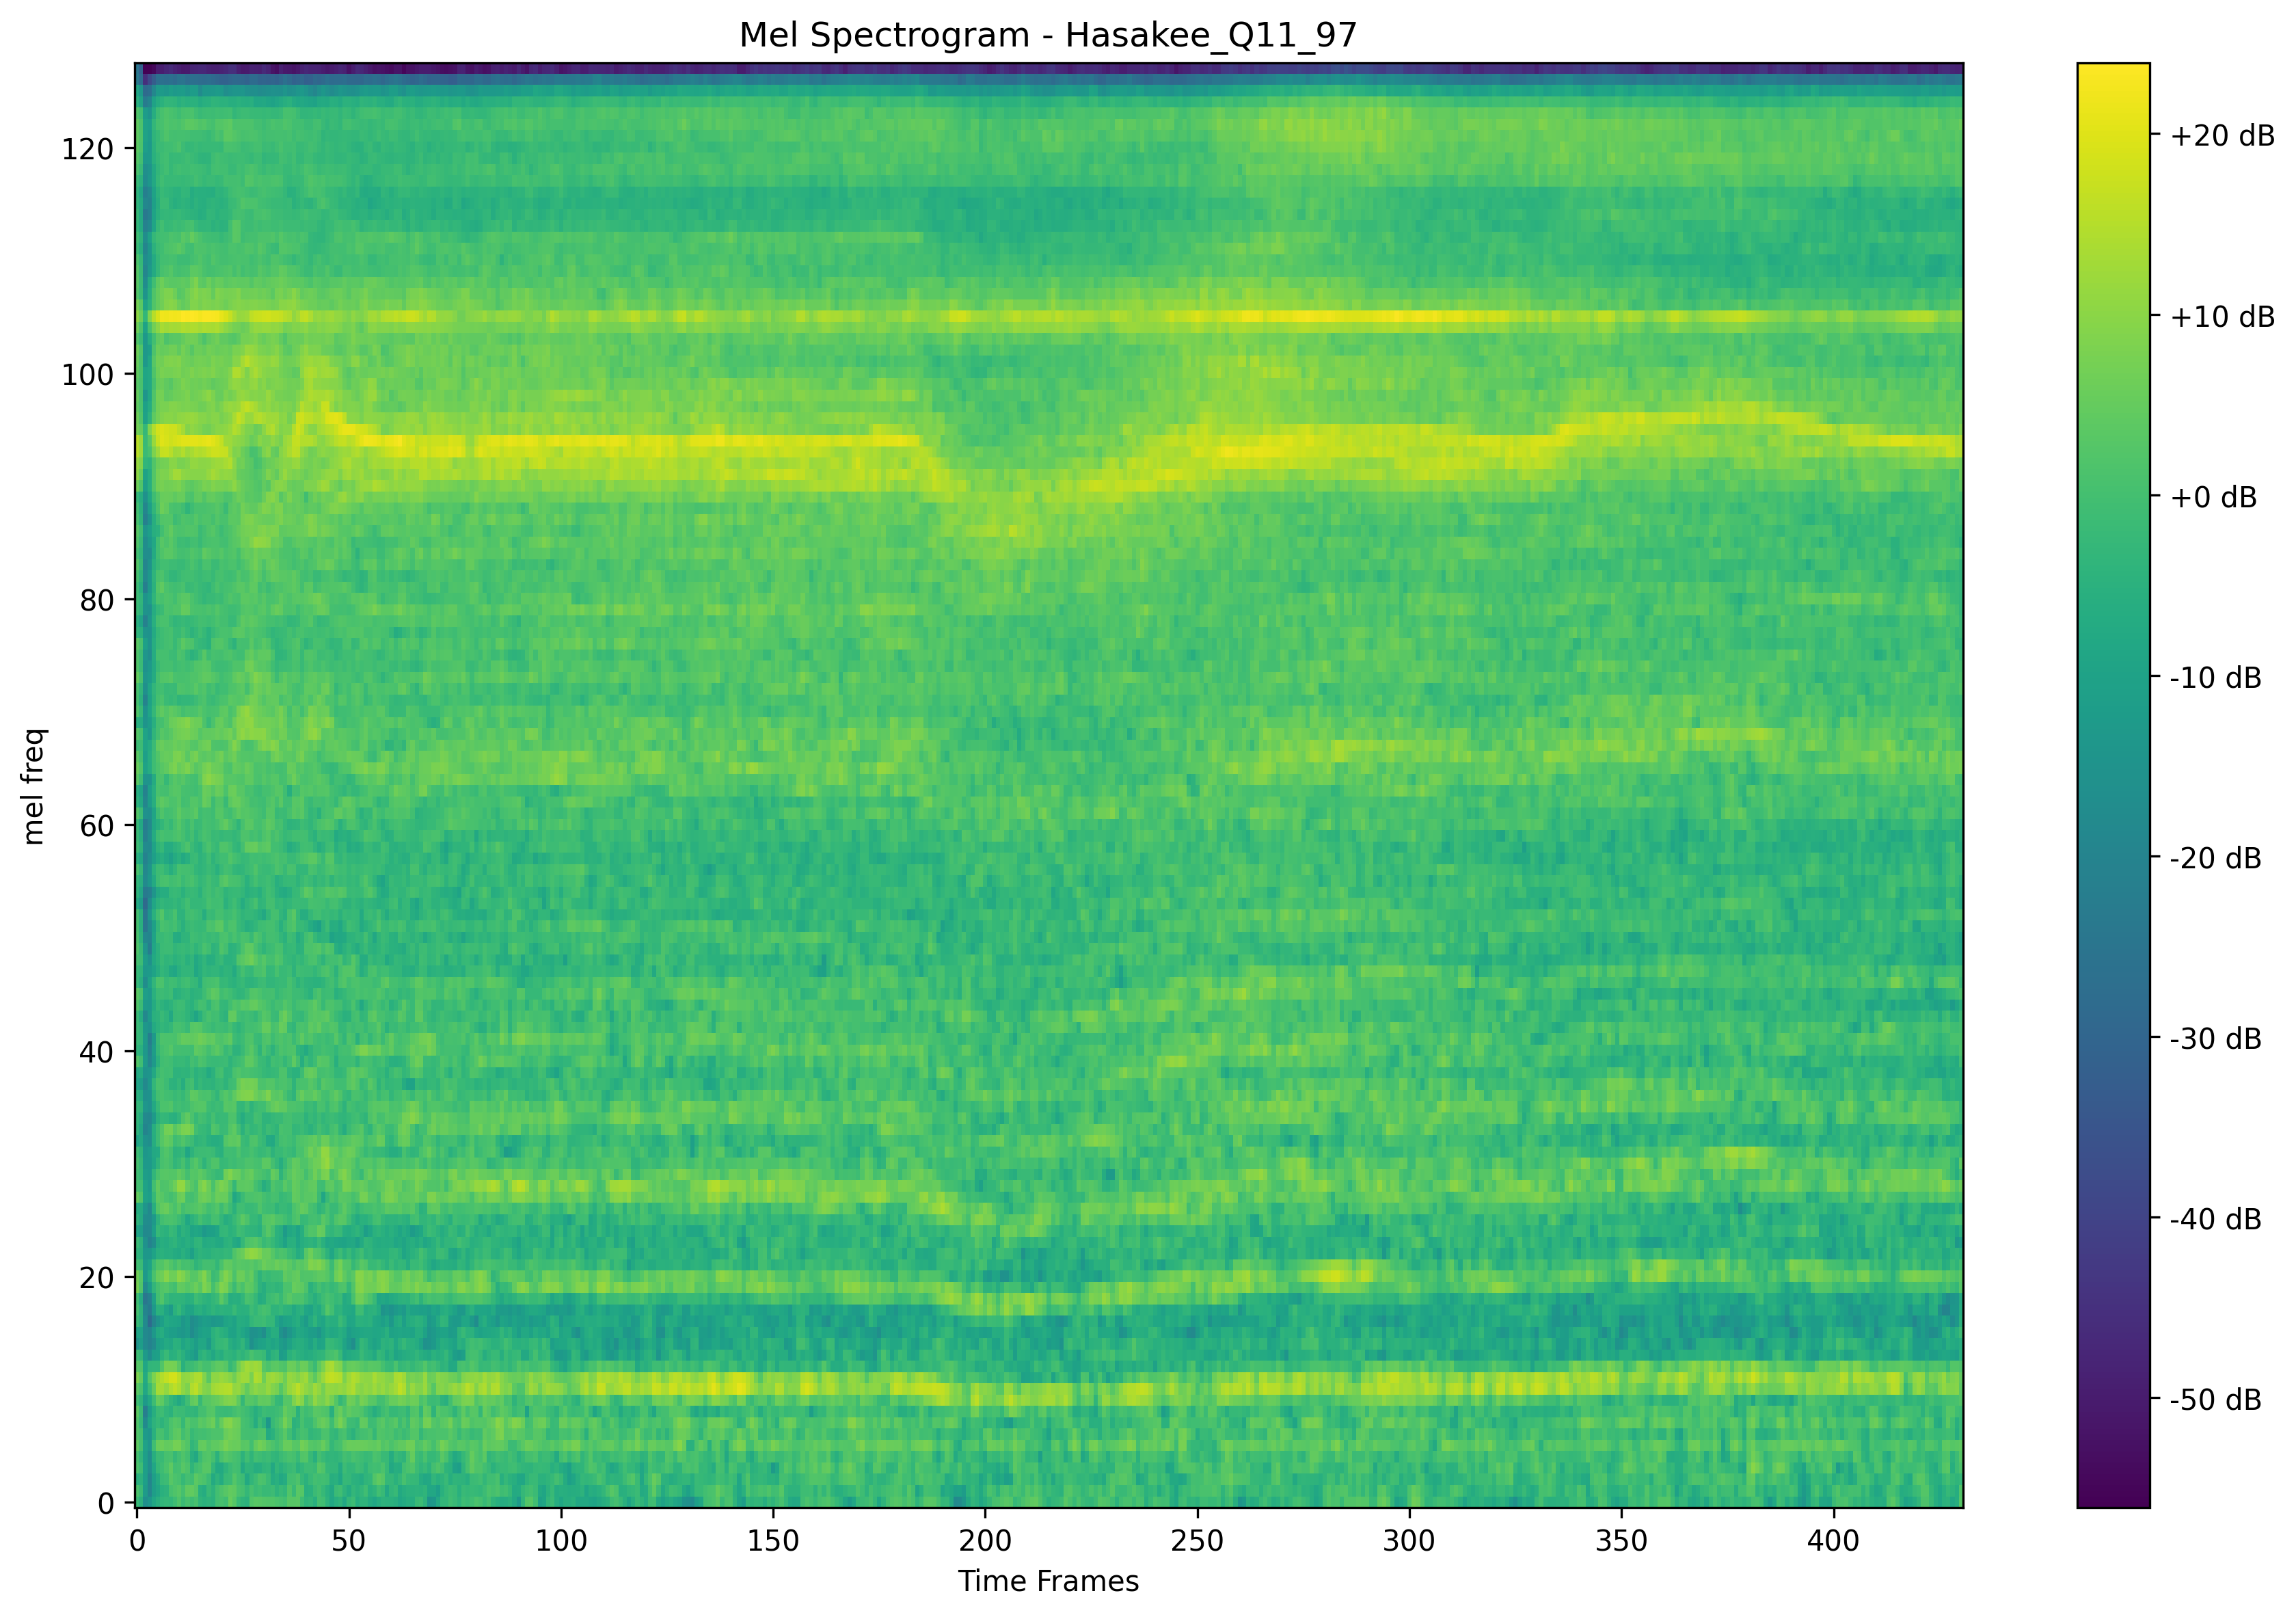 Mel Spectrogram - Hasakee_Q11_97
mel freq
120
100
80
60
40
20
0
0 50 100 150 200 250 300 350 400
Time Frames
+20 dB
+10 dB
+0 dB
-10 dB
-20 dB
-30 dB
-40 dB
-50 dB